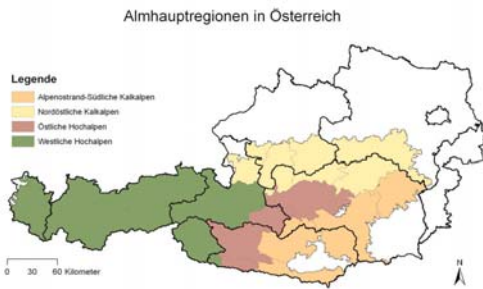 Almhauptregionen in Österreich
Legende
Alpenostrand-Südliche Kalkalpen
Nordöstliche Kalkalpen
Östliche Hochalpen
Westliche Hochalpen
0 30 60 Kilometer
N